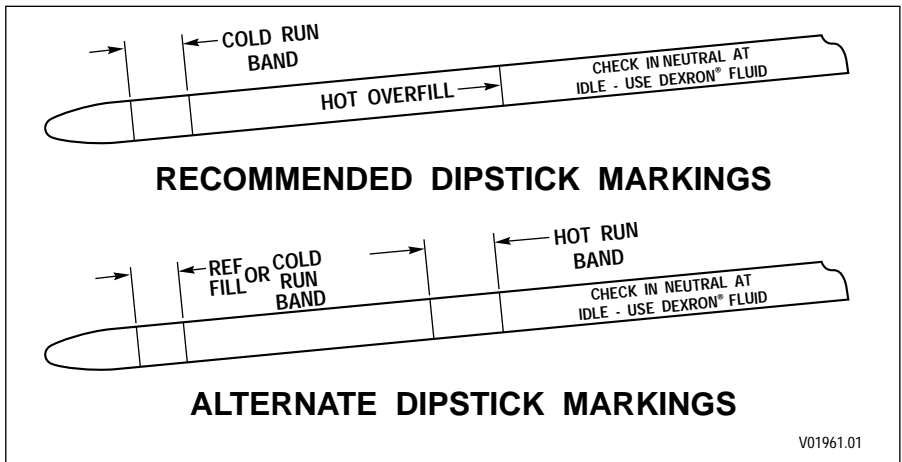 COLD RUN
BAND
HOT OVERFILL
CHECK IN NEUTRAL AT
IDLE - USE DEXRON® FLUID
RECOMMENDED DIPSTICK MARKINGS
REF
FILL
OR
COLD
RUN
BAND
HOT RUN
BAND
CHECK IN NEUTRAL AT
IDLE - USE DEXRON® FLUID
ALTERNATE DIPSTICK MARKINGS
V01961.01